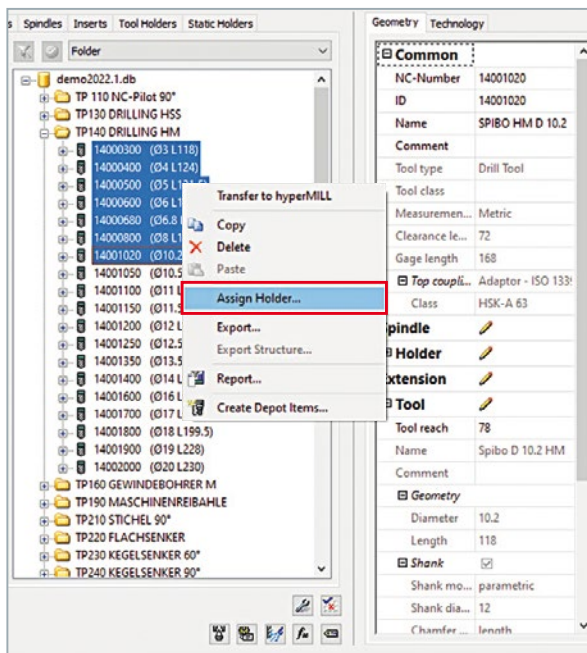 s Spindles Inserts Tool Holders Static Holders
Folder
demo2022.1.db
TP 110 NC-Pilot 90°
TP130 DRILLING HSS
TP140 DRILLING HM
14000300 (Ø3 L118)
14000400 (Ø4 L124)
14000500 (Ø5 L
14000600 (Ø6 L1
14000680 (Ø6.8 l
14000800 (Ø8 L1
14001020 (Ø10.2
14001050 (Ø10.5
14001100 (Ø11 L
14001150 (Ø11.5
14001200 (Ø12 L
14001250 (Ø12.5
14001350 (Ø13.5
14001400 (Ø14 L
14001600 (Ø16 L
14001700 (Ø17 L
14001800 (Ø18 L199.5)
14001900 (Ø19 L228)
14002000 (Ø20 L230)
TP160 GEWINDEBOHRER M
TP190 MASCHINENREIBAHLE
TP210 STICHEL 90°
TP220 FLACHSENKER
TP230 KEGELSENKER 60°
TP240 KEGELSENKER 90°
Transfer to hyperMILL
Copy
Delete
Paste
Assign Holder...
Export...
Export Structure...
Report...
Create Depot Items...
Geometry Technology
Common
NC-Number 14001020
ID 14001020
Name SPIBO HM D 10.2
Comment
Tool type Drill Tool
Tool class
Measuremen... Metric
Clearance le... 72
Gage length 168
Top coupli... Adaptor - ISO 1339
Class HSK-A 63
pindle
Holder
xtension
Tool
Tool reach 78
Name Spibo D 10.2 HM
Comment
Geometry
Diameter 10.2
Length 118
Shank
Shank mo... parametric
Shank dia... 12
Chamfer ... length